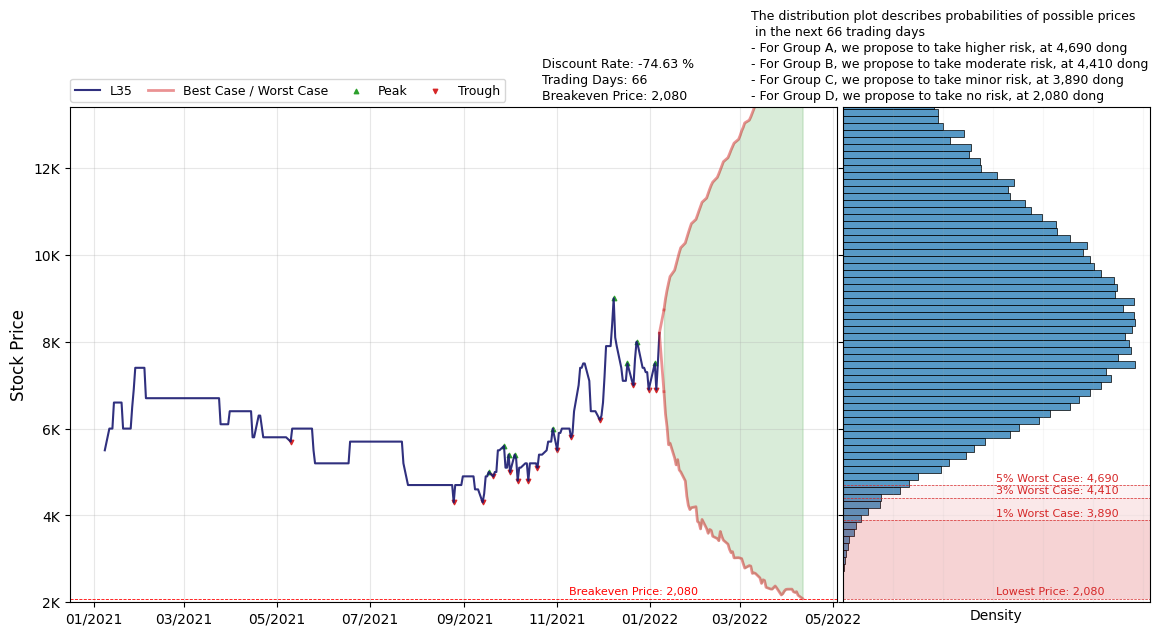 The distribution plot describes probabilities of possible prices
in the next 66 trading days
- For Group A, we propose to take higher risk, at 4,690 dong
- For Group B, we propose to take moderate risk, at 4,410 dong
- For Group C, we propose to take minor risk, at 3,890 dong
- For Group D, we propose to take no risk, at 2,080 dong
Discount Rate: -74.63 %
Trading Days: 66
Breakeven Price: 2,080
L35
Best Case / Worst Case
Peak
Trough
Stock Price
12K
10K
8K
6K
4K
2K
5% Worst Case: 4,690
3% Worst Case: 4,410
1% Worst Case: 3,890
Breakeven Price: 2,080
Lowest Price: 2,080
01/2021
03/2021
05/2021
07/2021
09/2021
11/2021
01/2022
03/2022
05/2022
Density